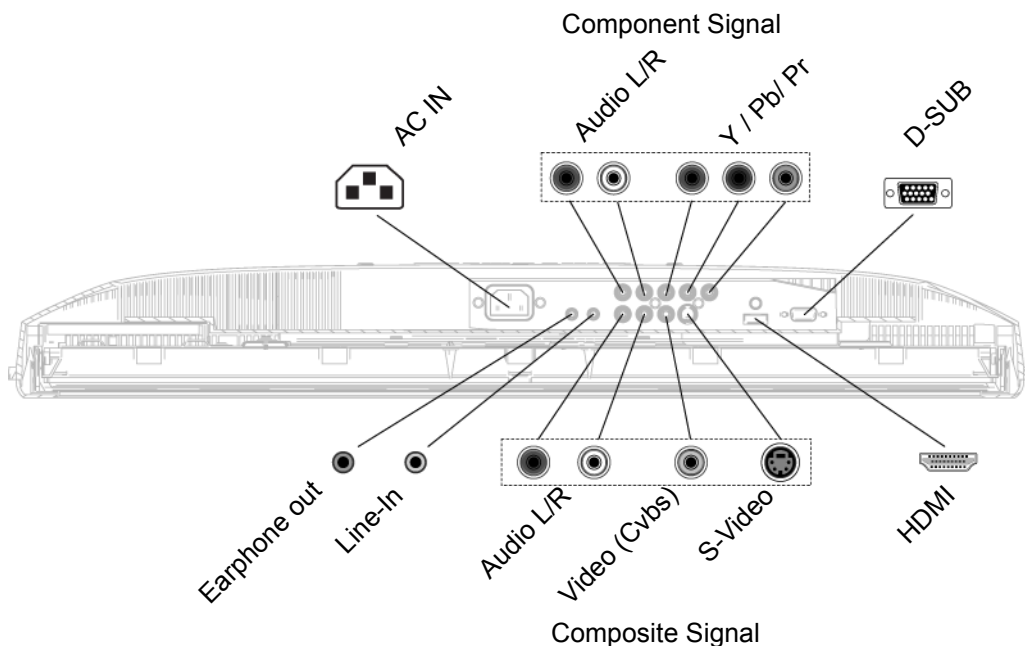 Component Signal
AC IN
Audio L/R
Y / Pb/ Pr
D-SUB
Earphone out
Line-In
Audio L/R
Video (Cvbs)
S-Video
HDMI
Composite Signal